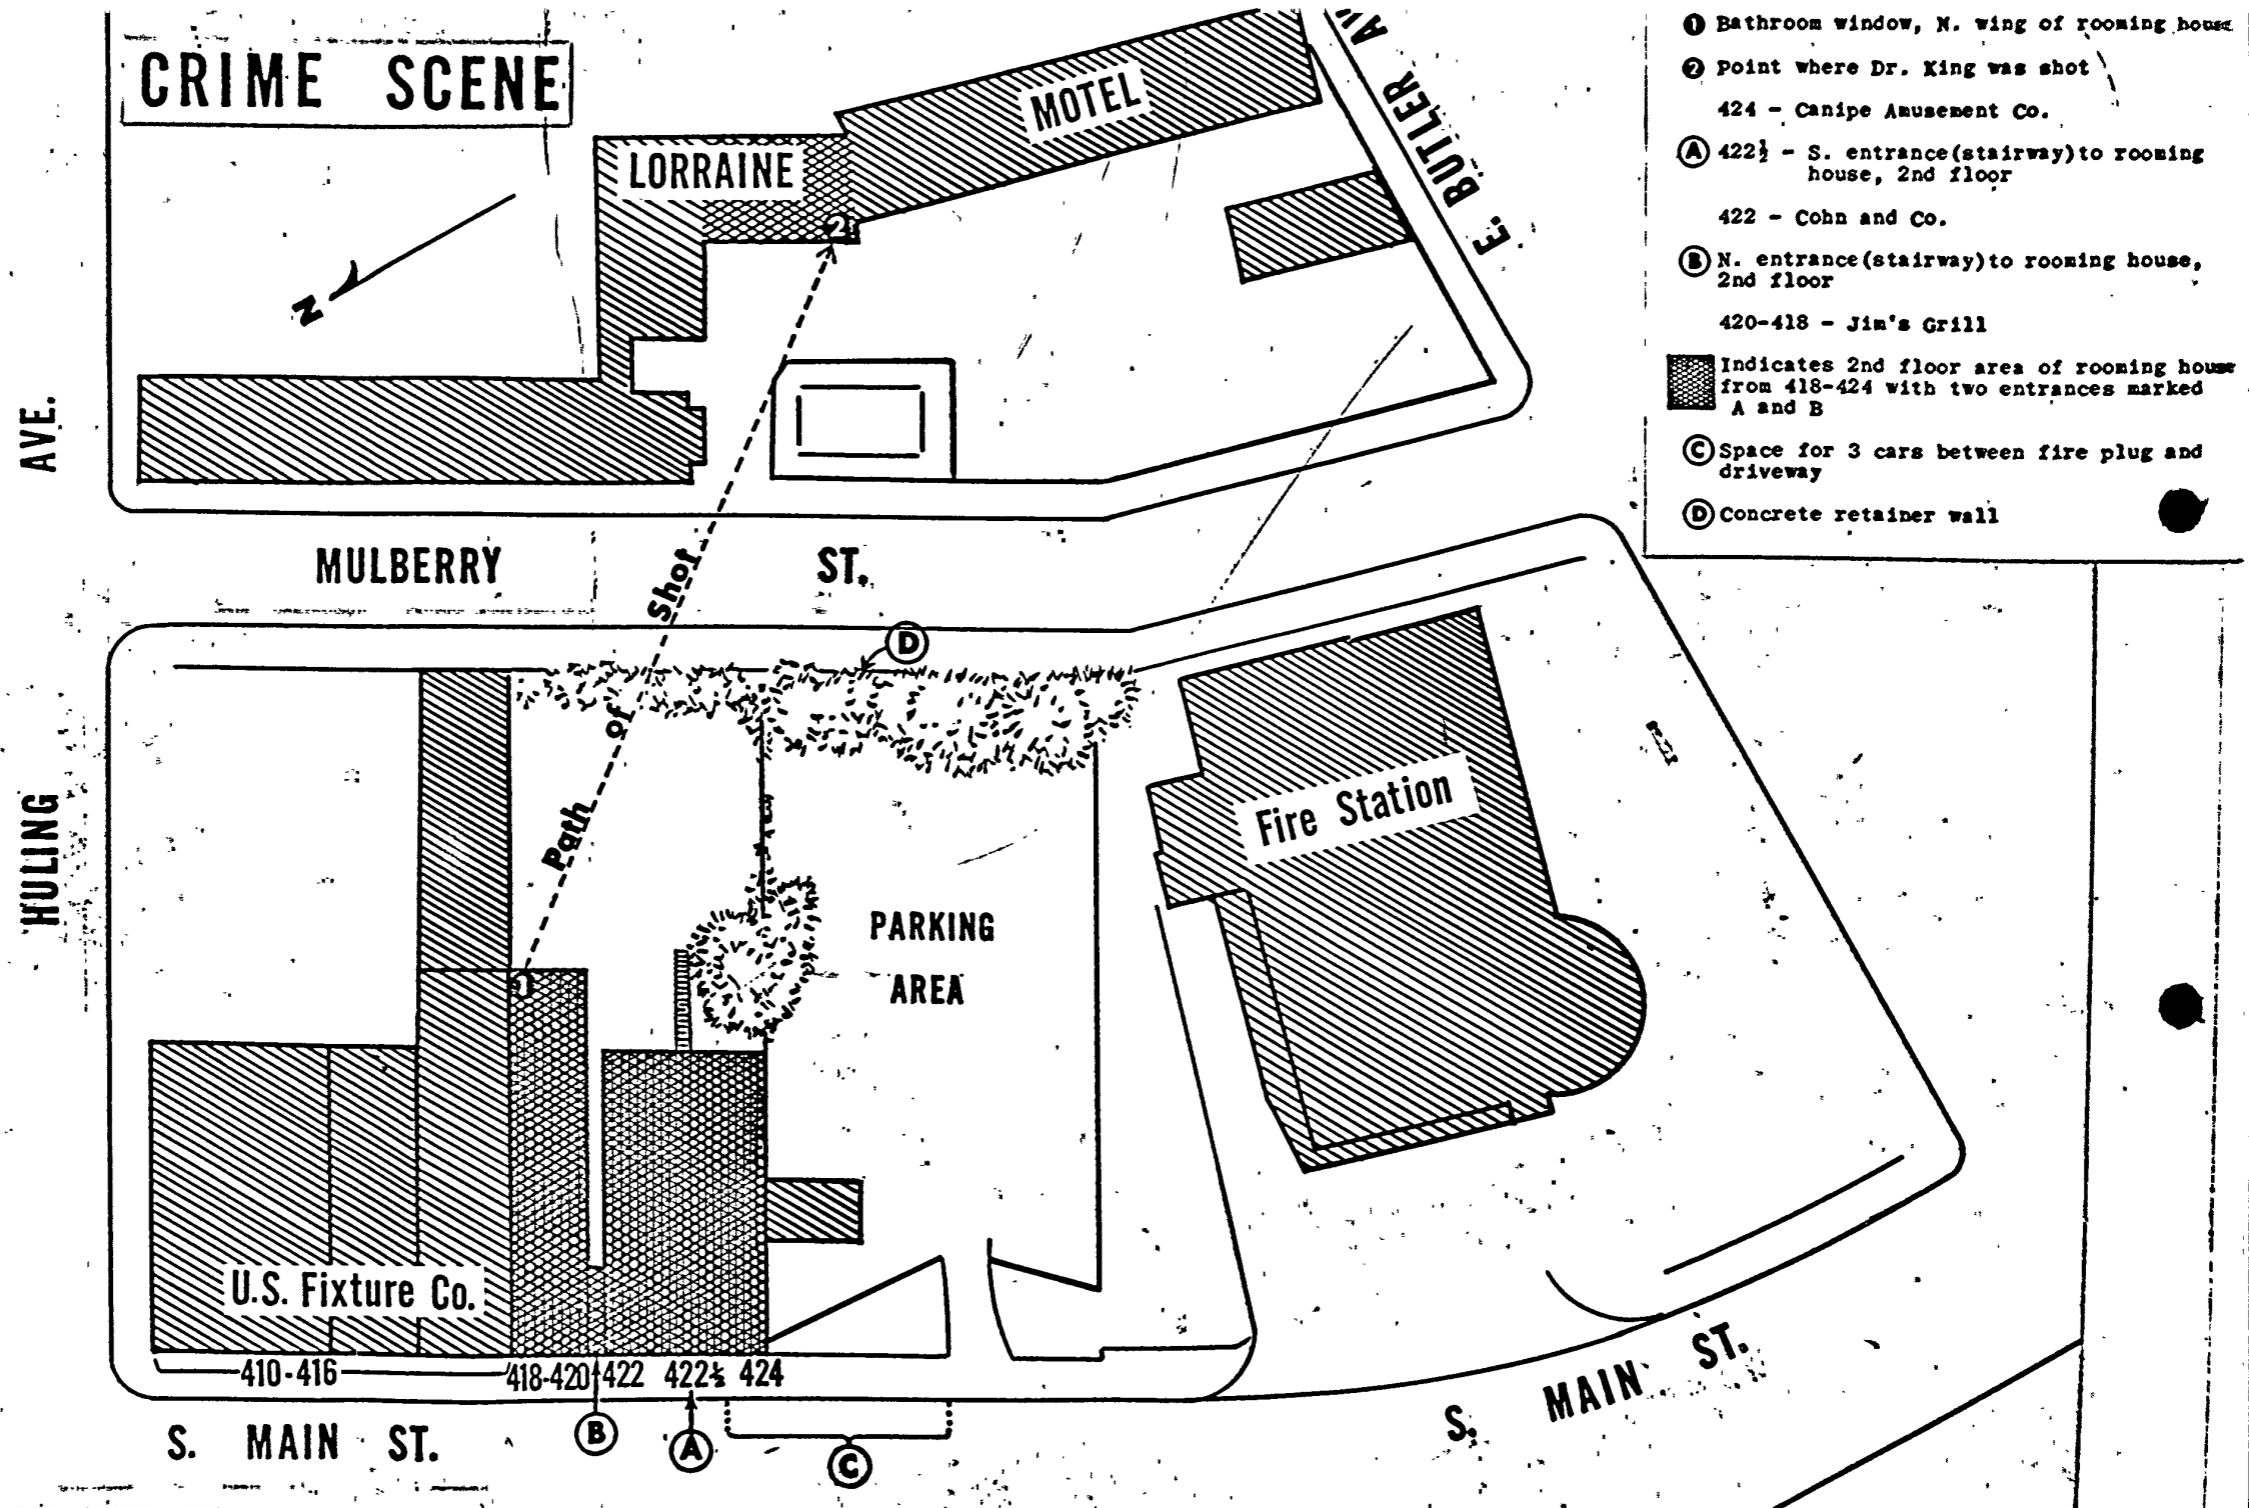 CRIME SCENE
LORRAINE
MOTEL
2
N
E. BUTLER
AVE.
HULING
MULBERRY ST.
Path of Shot
D
1
PARKING
AREA
Fire Station
U.S. Fixture Co.
410-416
418-420
422
422½
424
B
A
C
S. MAIN ST.
S. MAIN ST.
1 Bathroom window, N. wing of rooming house
2 Point where Dr. King was shot
424 - Canipe Amusement Co.
A 422½ - S. entrance(stairway)to rooming
house, 2nd floor
422 - Cohn and Co.
B N. entrance(stairway)to rooming house,
2nd floor
420-418 - Jim's Grill
Indicates 2nd floor area of rooming house
from 418-424 with two entrances marked
A and B
C Space for 3 cars between fire plug and
driveway
D Concrete retainer wall